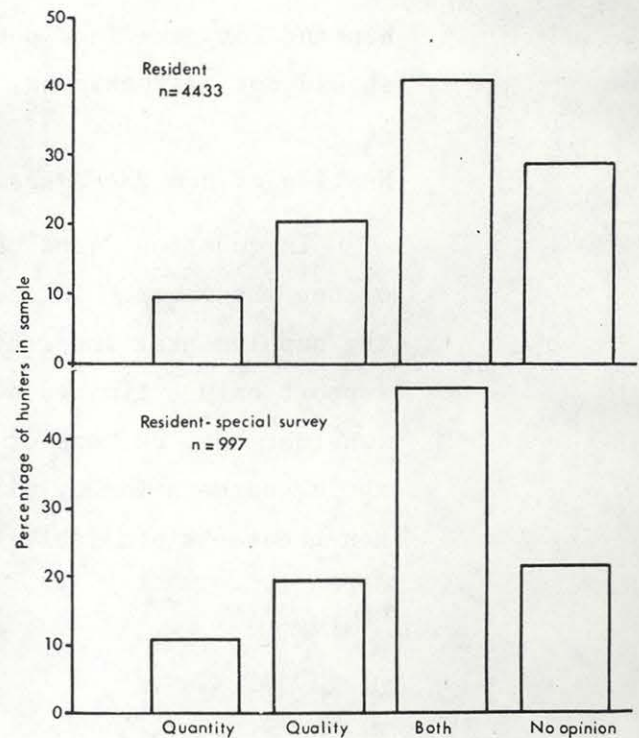 50
Resident
n=4433
40
30
20
10
0
Resident-special survey
n=997
40
30
20
10
0
Percentage of hunters in sample
Quantity Quality Both No opinion